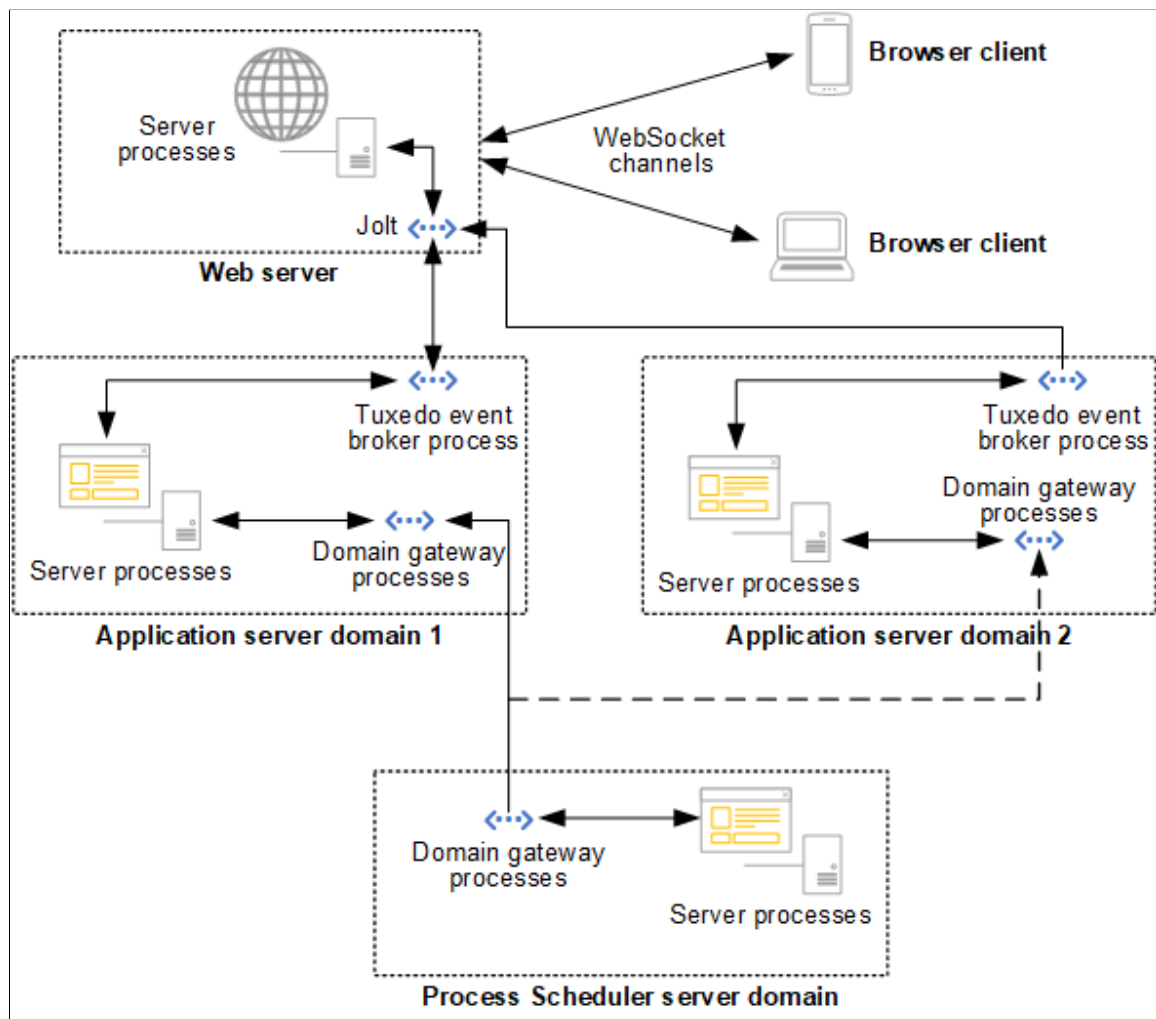 Browser client
Server
processes
WebSocket
channels
Jolt
Browser client
Web server
Tuxedo event
broker process
Tuxedo event
broker process
Domain gateway
processes
Server processes
Domain gateway
processes
Server processes
Application server domain 1
Application server domain 2
Domain gateway
processes
Server processes
Process Scheduler server domain